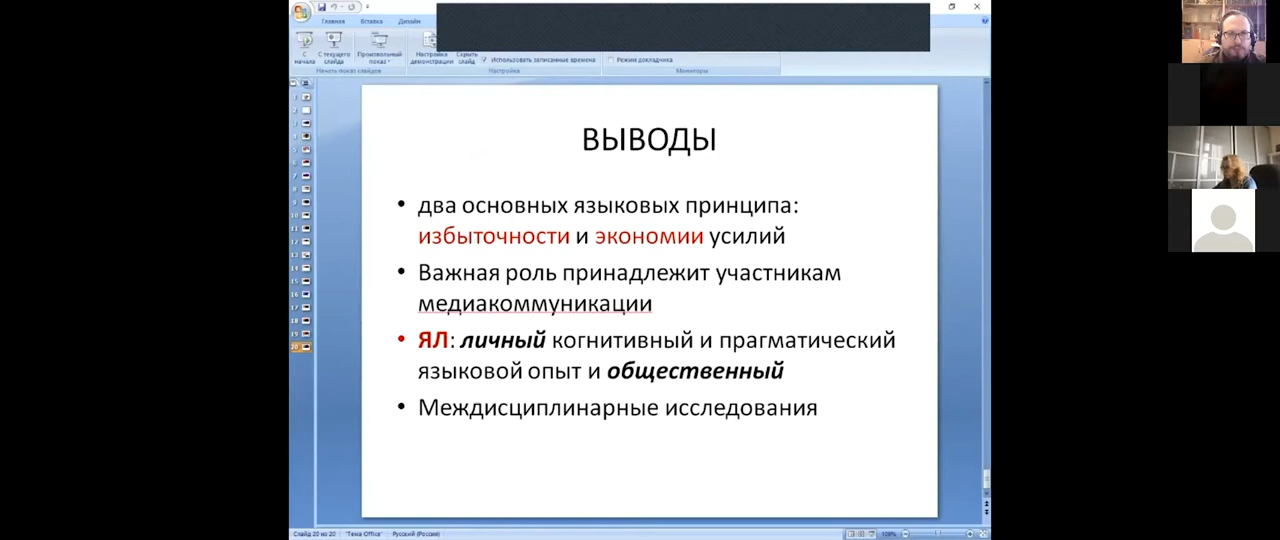 Главная Вставка Дизайн
С начала
С текущего слайда
Произвольный показ
Настройка демонстрации
Скрыть слайд
Использовать записанные времена
Режим докладчика
Начать показ слайдов
Настройка
Мониторы
ВЫВОДЫ
• два основных языковых принципа:
избыточности и экономии усилий
• Важная роль принадлежит участникам
медиакоммуникации
• ЯЛ: личный когнитивный и прагматический
языковой опыт и общественный
• Междисциплинарные исследования
Слайд 20 из 20 "Тема Office" Русский (Россия)